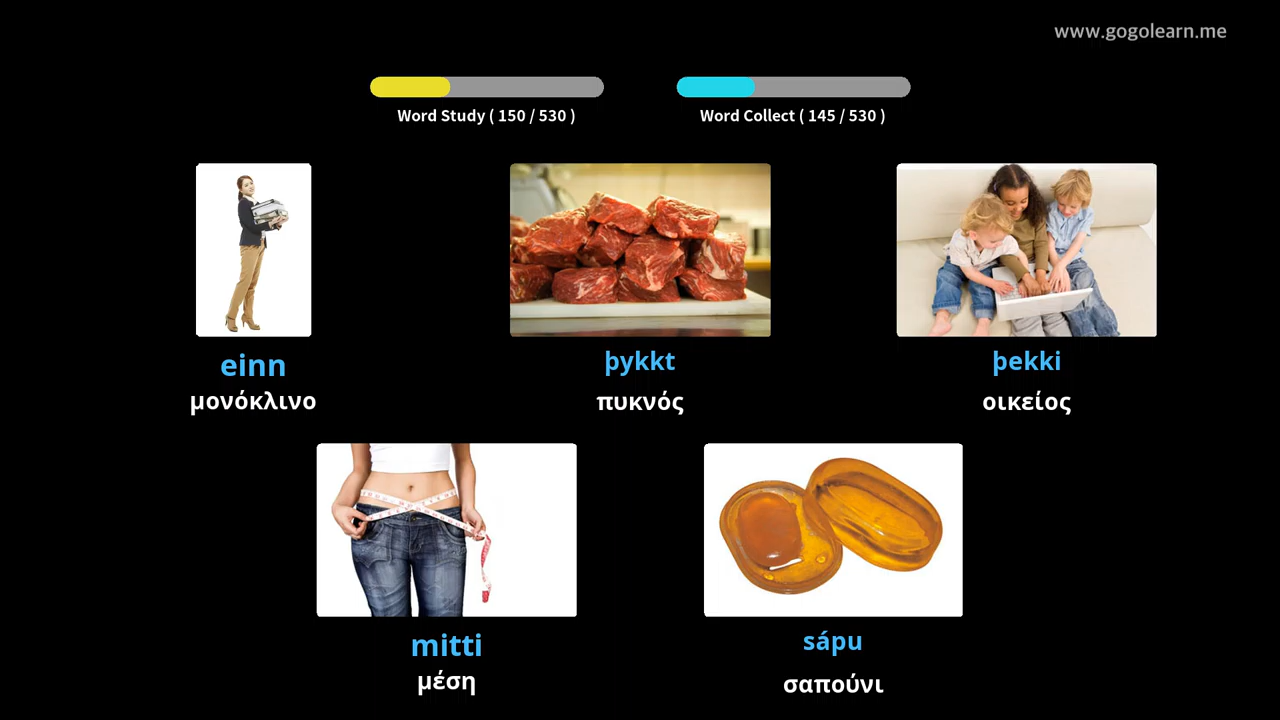 www.gogolearn.me
Word Study ( 150 / 530 )
Word Collect ( 145 / 530 )
einn
μονόκλινο
þykkt
πυκνός
þekki
οικείος
mitti
μέση
sápu
σαπούνι